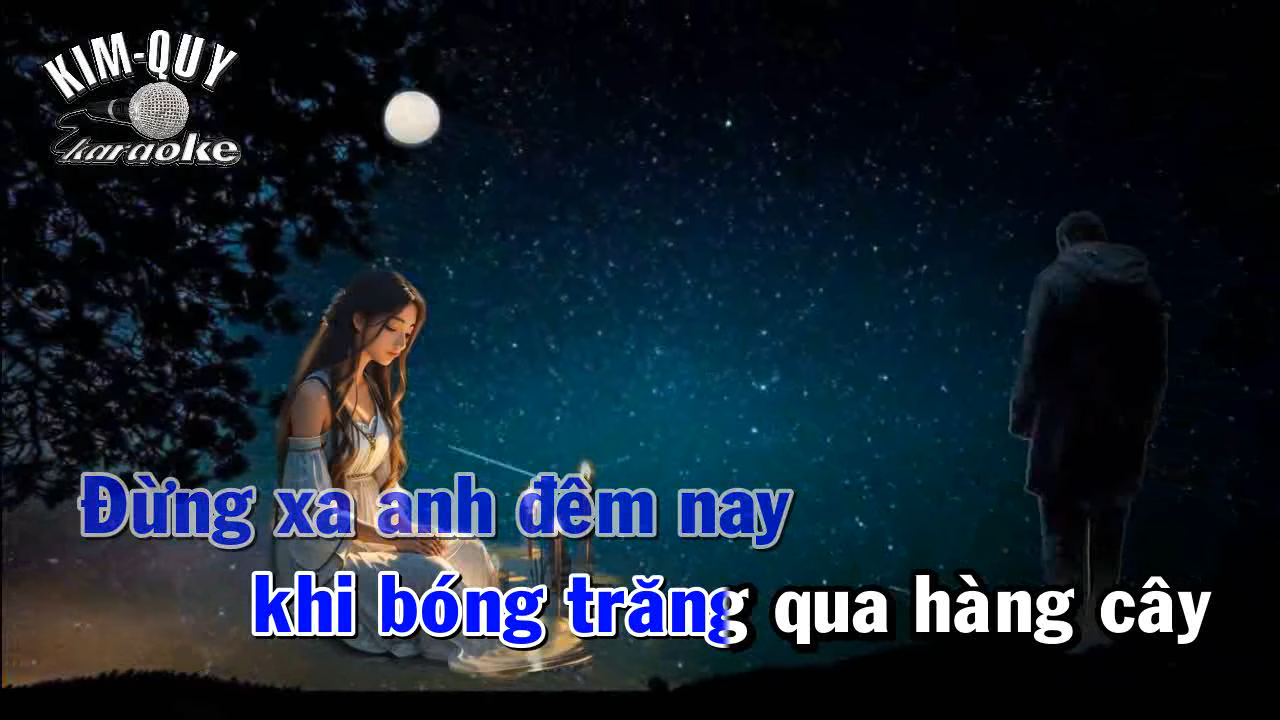 KIM-QUY
karaoke
Đừng xa anh đêm nay
khi bóng trăng qua hàng cây